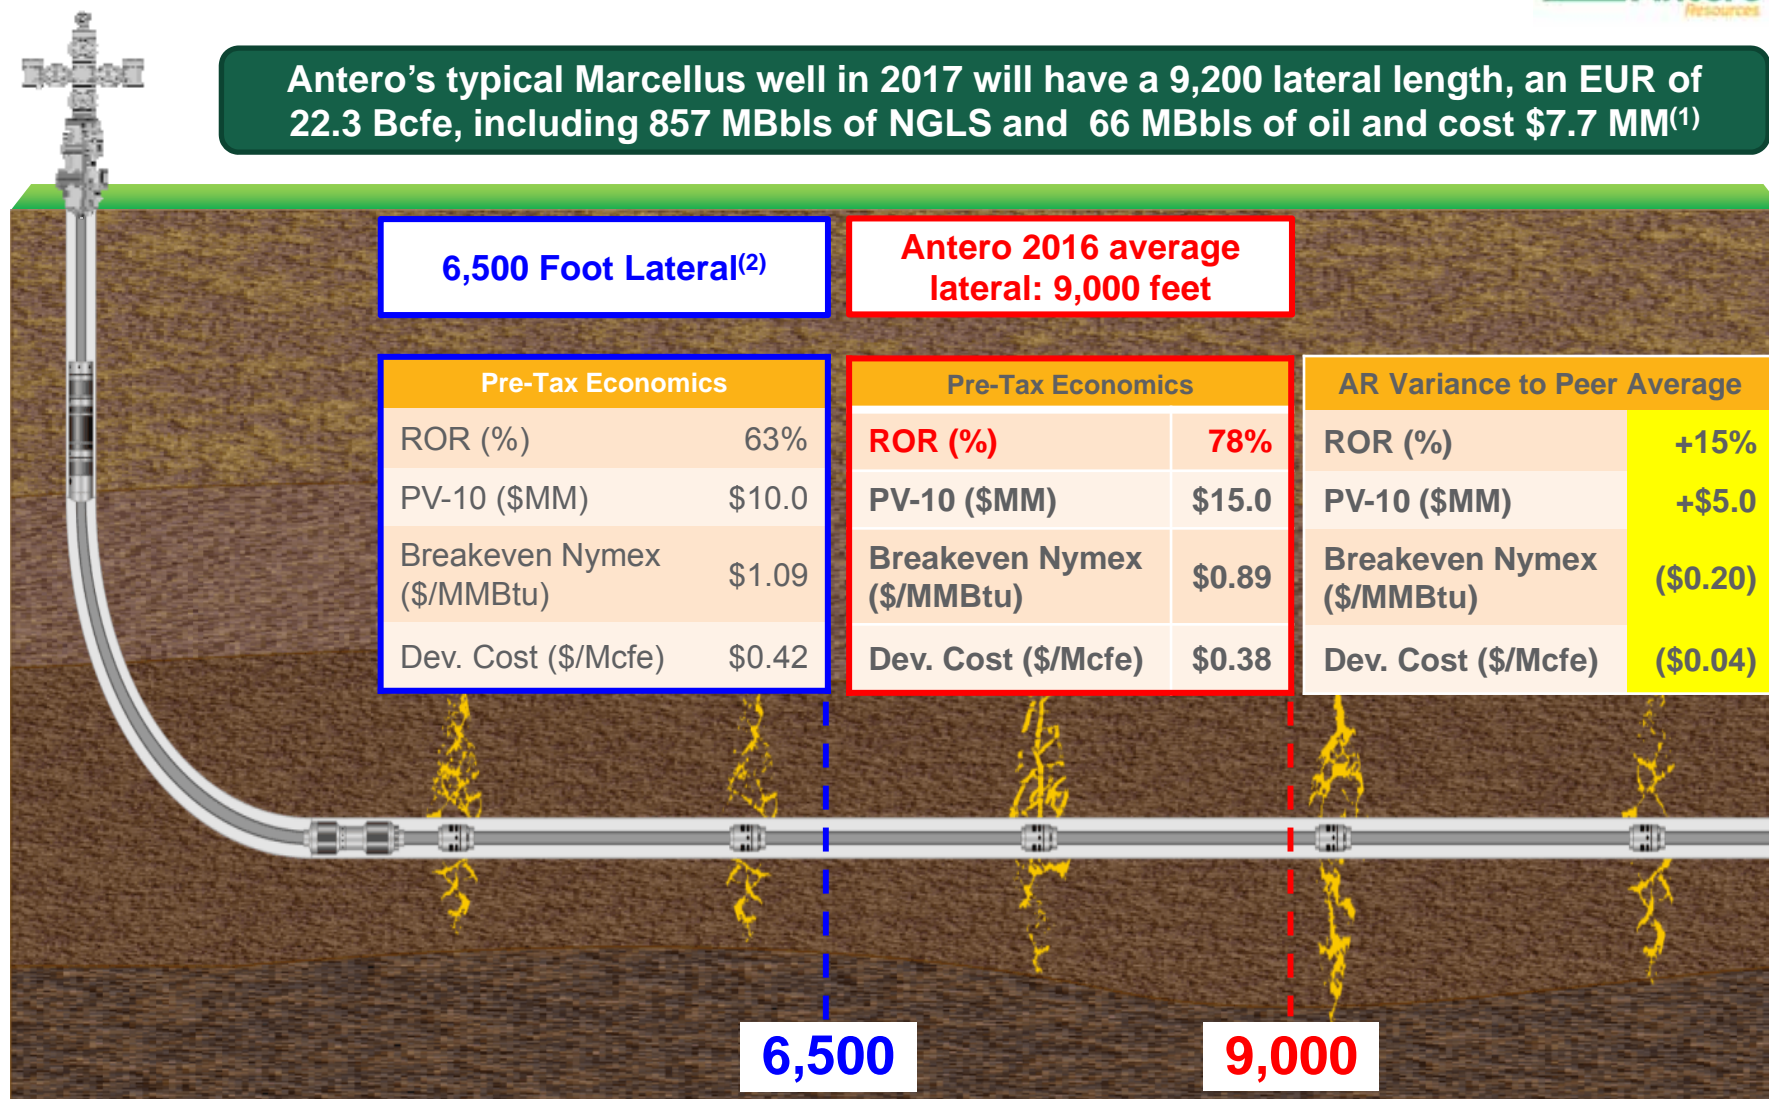 Resources
Antero’s typical Marcellus well in 2017 will have a 9,200 lateral length, an EUR of
22.3 Bcfe, including 857 MBbls of NGLS and 66 MBbls of oil and cost $7.7 MM(1)
6,500 Foot Lateral(2)
Antero 2016 average
lateral: 9,000 feet
Pre-Tax Economics
ROR (%) 63%
PV-10 ($MM) $10.0
Breakeven Nymex
($/MMBtu) $1.09
Dev. Cost ($/Mcfe) $0.42
Pre-Tax Economics
ROR (%) 78%
PV-10 ($MM) $15.0
Breakeven Nymex
($/MMBtu) $0.89
Dev. Cost ($/Mcfe) $0.38
AR Variance to Peer Average
ROR (%) +15%
PV-10 ($MM) +$5.0
Breakeven Nymex
($/MMBtu) ($0.20)
Dev. Cost ($/Mcfe) ($0.04)
6,500
9,000